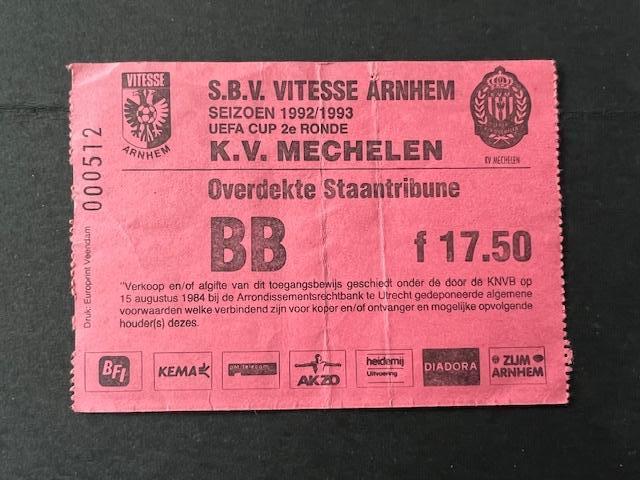 VITESSE
ARNHEM
S.B.V. VITESSE ARNHEM
SEIZOEN 1992/1993
UEFA CUP 2e RONDE
K.V. MECHELEN
KV MECHELEN
000512
Overdekte Staantribune
BB
f 17.50
Druk: Europrint Veendam
"Verkoop en/of afgifte van dit toegangsbewijs geschiedt onder de door de KNVB op
15 augustus 1984 bij de Arrondissementsrechtbank te Utrecht gedeponeerde algemene
voorwaarden welke verbindend zijn voor koper en/of ontvanger en mogelijke opvolgende
houder(s) dezes.
BFI
KEMA
PTT Telecom
AKZO
heidemij
Uitvoering
DIADORA
ZIJM
ARNHEM